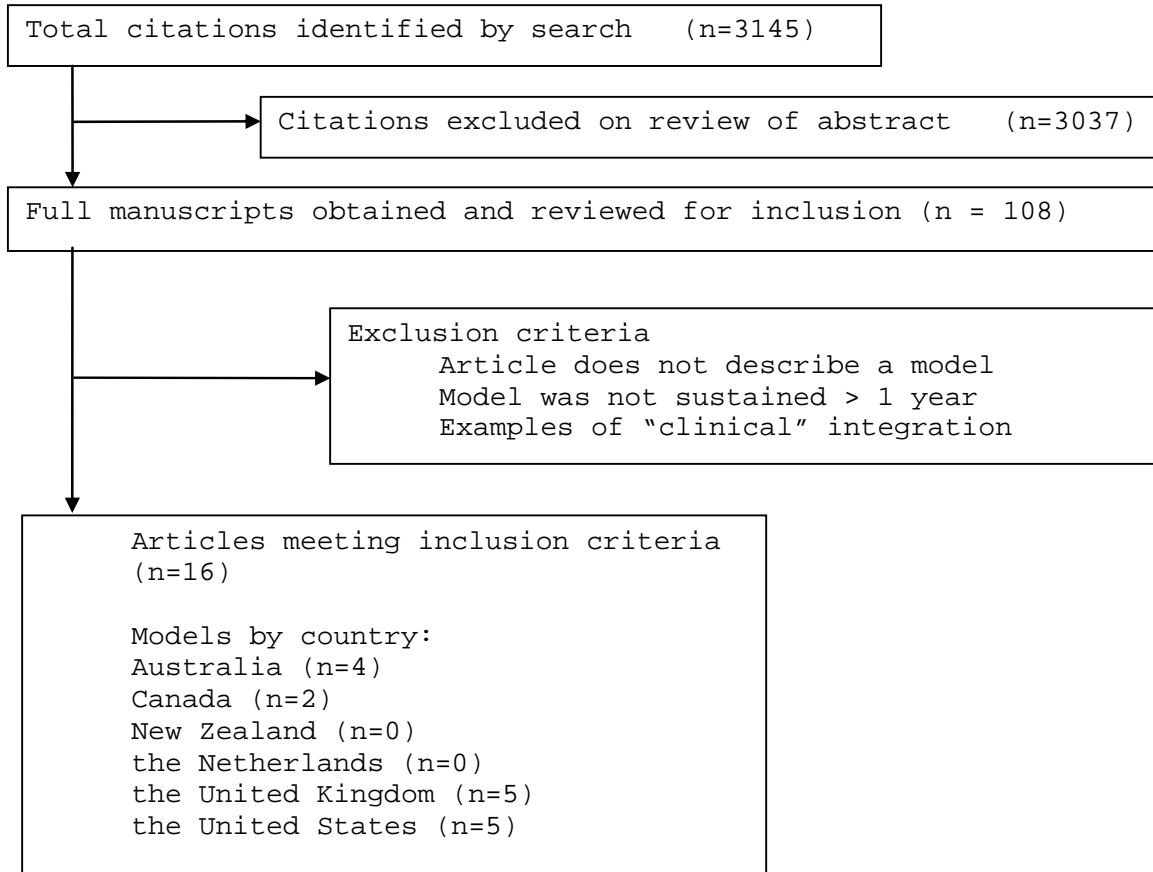 Total citations identified by search (n=3145)
Citations excluded on review of abstract (n=3037)
Full manuscripts obtained and reviewed for inclusion (n = 108)
Exclusion criteria
Article does not describe a model
Model was not sustained > 1 year
Examples of “clinical” integration
Articles meeting inclusion criteria
(n=16)
Models by country:
Australia (n=4)
Canada (n=2)
New Zealand (n=0)
the Netherlands (n=0)
the United Kingdom (n=5)
the United States (n=5)